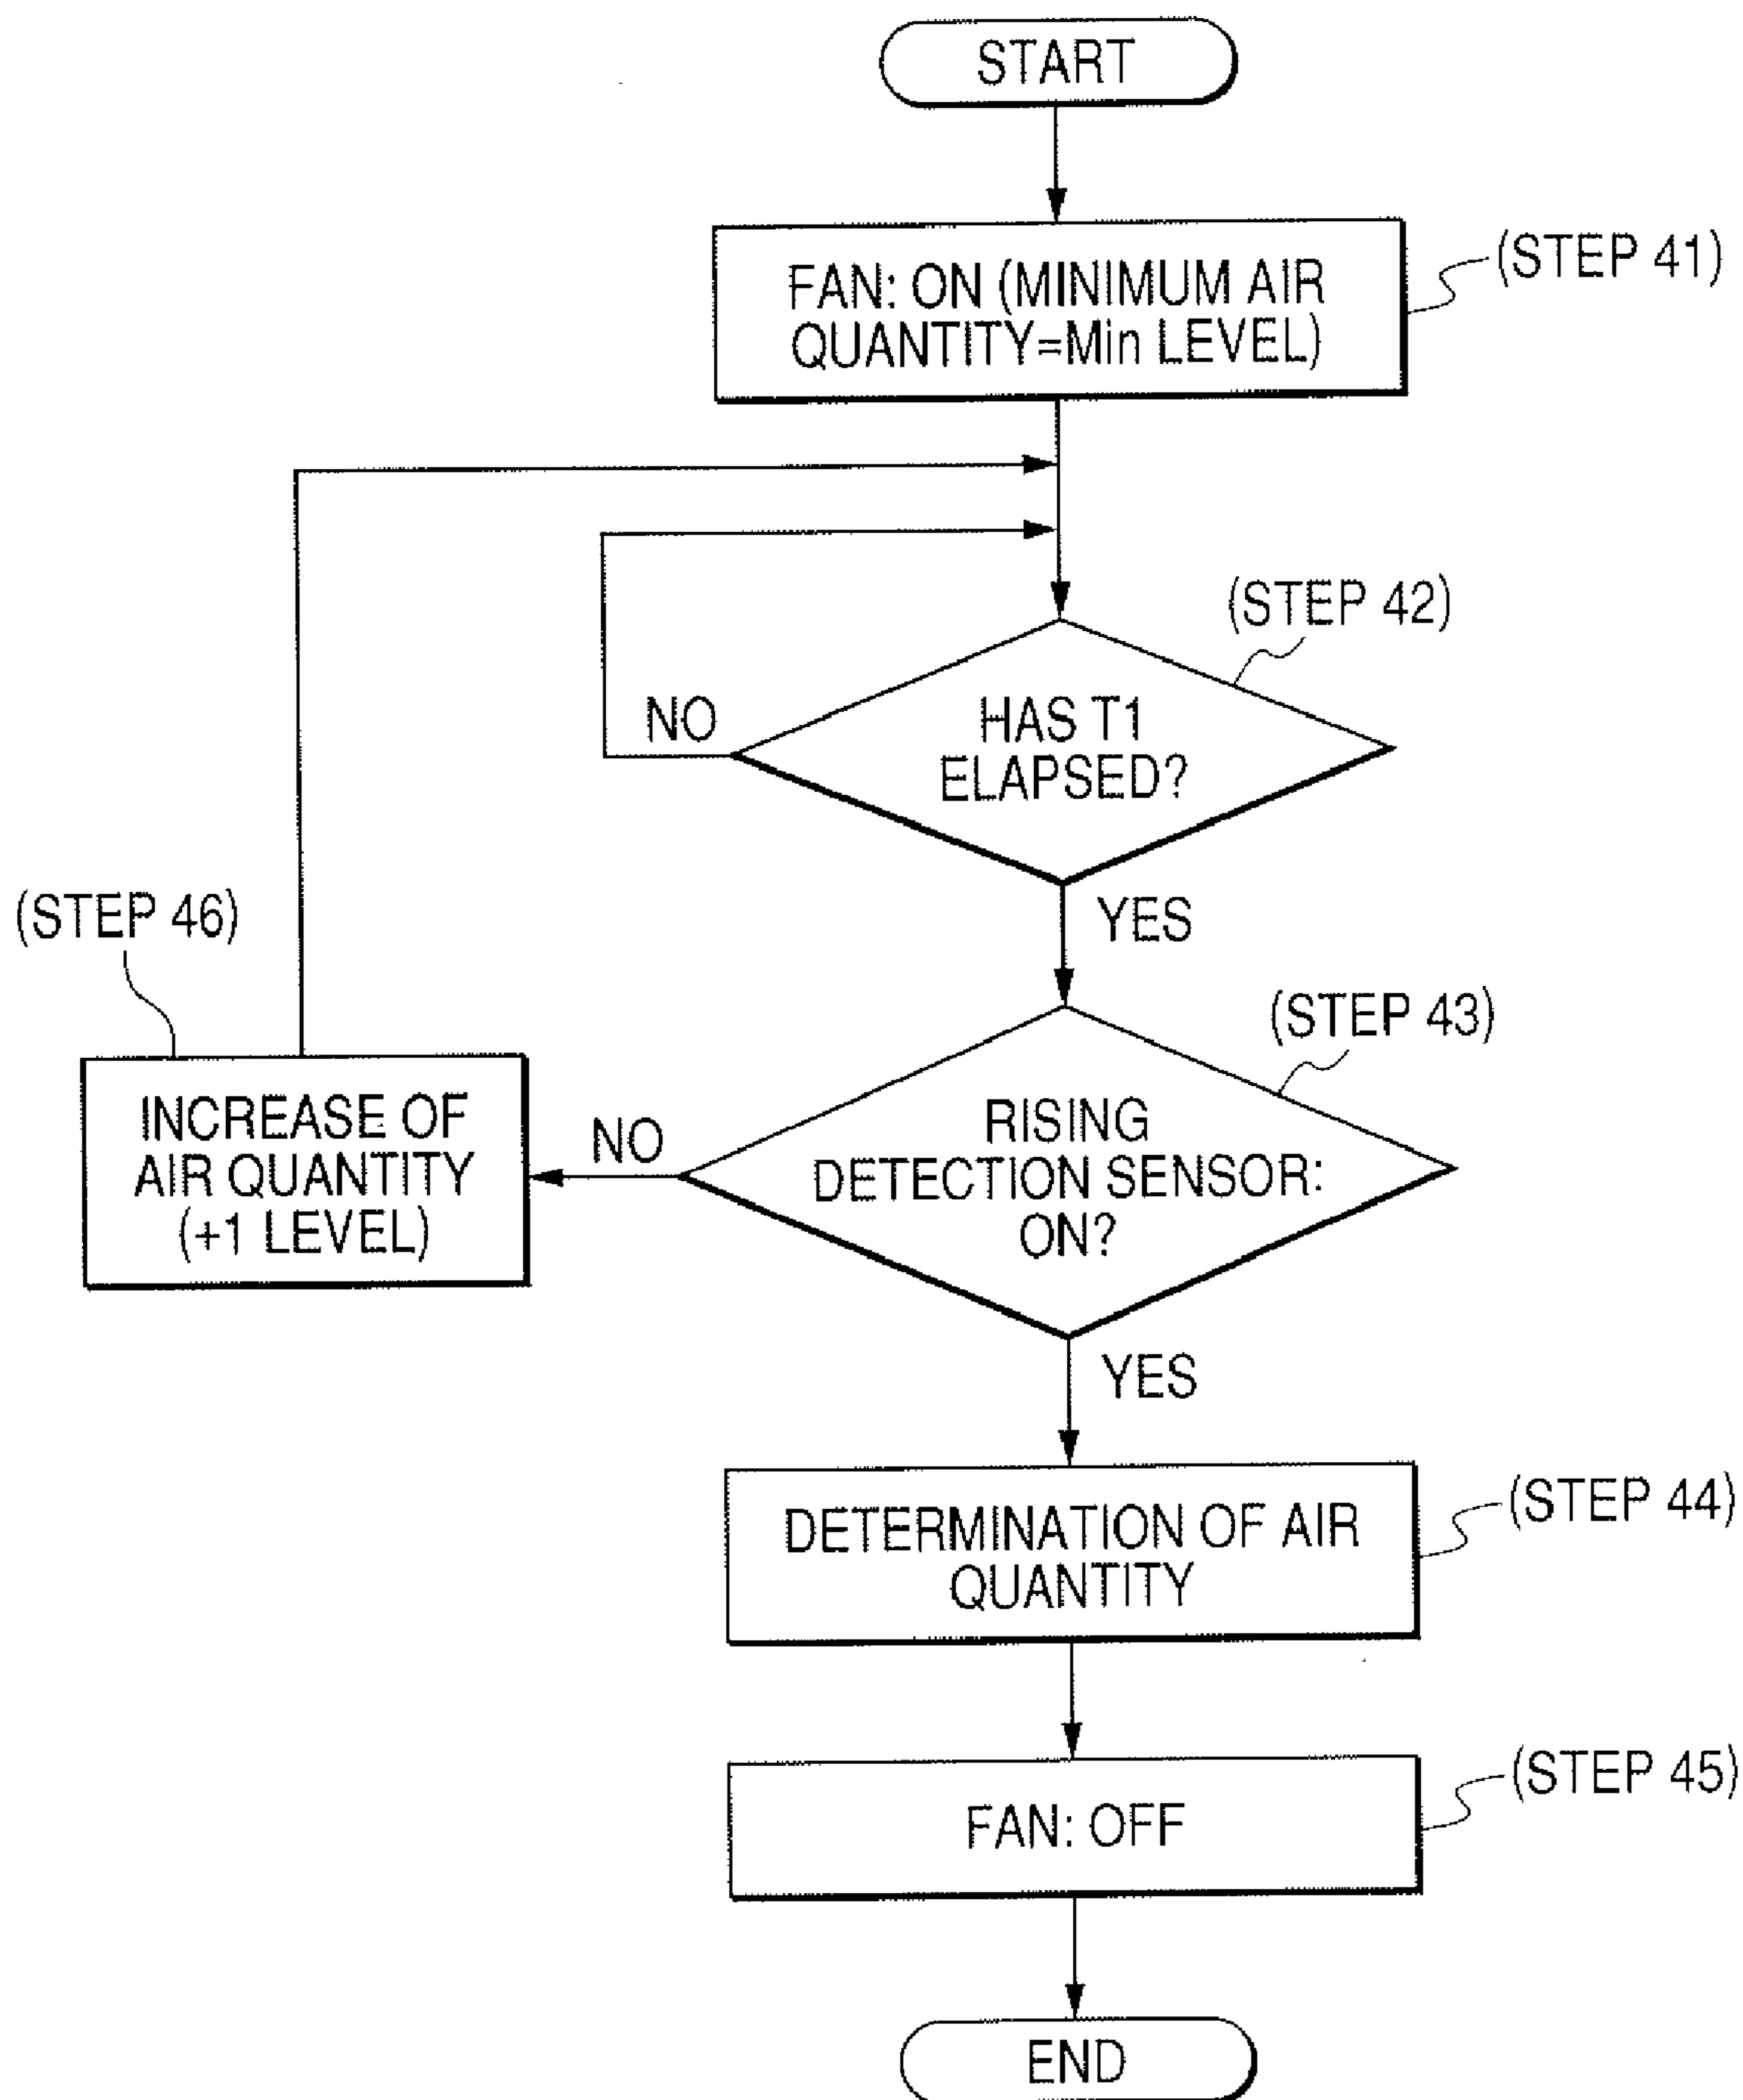 START
FAN: ON (MINIMUM AIR
QUANTITY=Min LEVEL)
(STEP 41)
(STEP 42)
HAS T1
ELAPSED?
NO
YES
(STEP 46)
INCREASE OF
AIR QUANTITY
(+1 LEVEL)
NO
(STEP 43)
RISING
DETECTION SENSOR:
ON?
YES
DETERMINATION OF AIR
QUANTITY
(STEP 44)
FAN: OFF
(STEP 45)
END